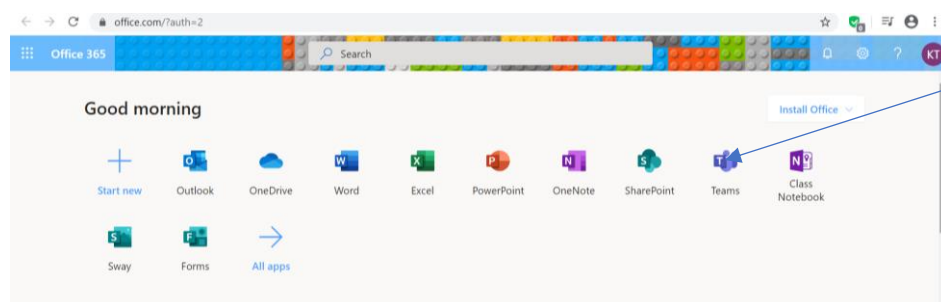 office.com/?auth=2
Office 365
Search
?
KT
Good morning
Install Office
Start new
Outlook
OneDrive
Word
Excel
PowerPoint
OneNote
SharePoint
Teams
Class
Notebook
Sway
Forms
All apps